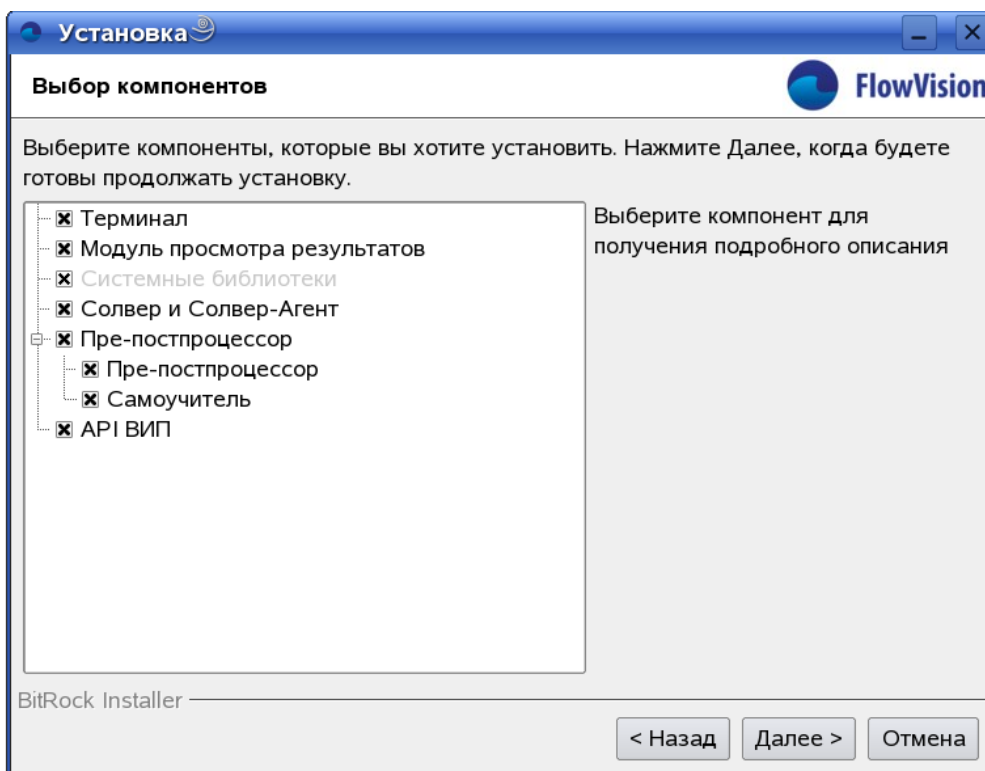 Установка
Выбор компонентов
FlowVision
Выберите компоненты, которые вы хотите установить. Нажмите Далее, когда будете
готовы продолжать установку.
Терминал
Модуль просмотра результатов
Системные библиотеки
Солвер и Солвер-Агент
Пре-постпроцессор
Пре-постпроцессор
Самоучитель
API ВИП
Выберите компонент для
получения подробного описания
BitRock Installer
< Назад
Далее >
Отмена